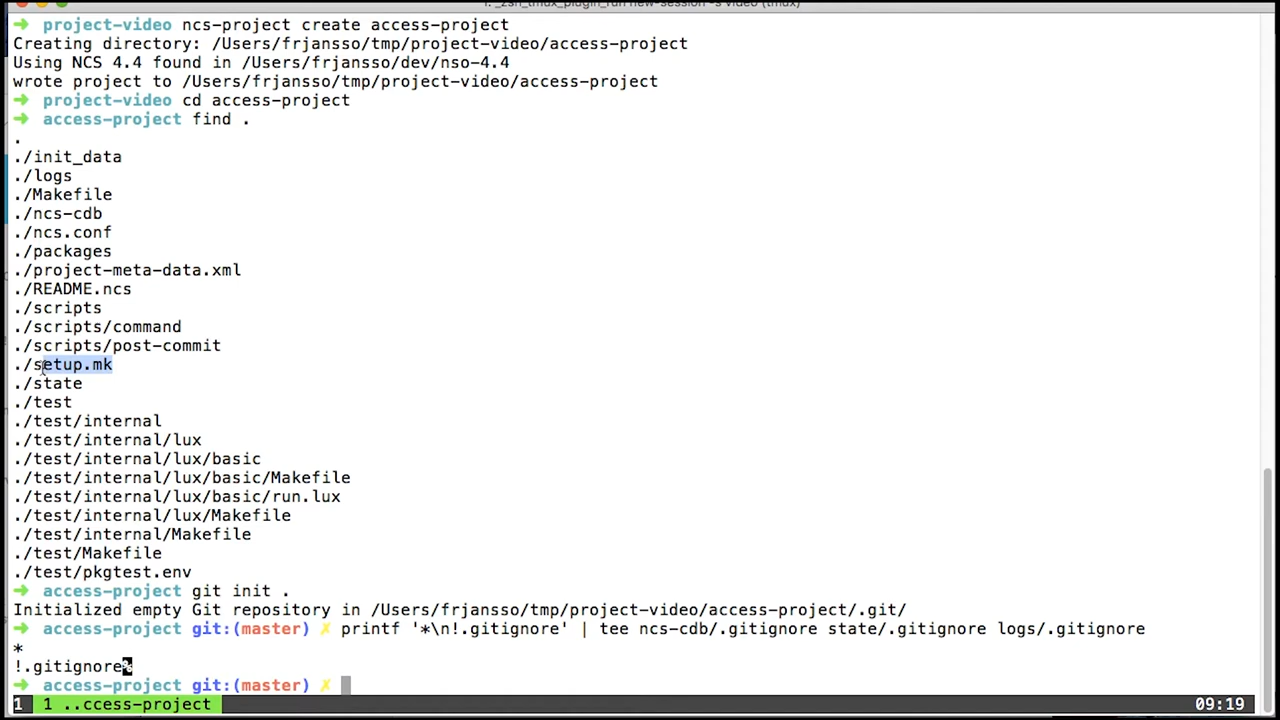 1. _zsh_tmux_plugin_run new-session -s video (tmux)
➜ project-video ncs-project create access-project
Creating directory: /Users/frjansso/tmp/project-video/access-project
Using NCS 4.4 found in /Users/frjansso/dev/nso-4.4
wrote project to /Users/frjansso/tmp/project-video/access-project
➜ project-video cd access-project
➜ access-project find .
.
./init_data
./logs
./Makefile
./ncs-cdb
./ncs.conf
./packages
./project-meta-data.xml
./README.ncs
./scripts
./scripts/command
./scripts/post-commit
./setup.mk
./state
./test
./test/internal
./test/internal/lux
./test/internal/lux/basic
./test/internal/lux/basic/Makefile
./test/internal/lux/basic/run.lux
./test/internal/lux/Makefile
./test/internal/Makefile
./test/Makefile
./test/pkgtest.env
➜ access-project git init .
Initialized empty Git repository in /Users/frjansso/tmp/project-video/access-project/.git/
➜ access-project git:(master) ✗ printf '*\n!.gitignore' | tee ncs-cdb/.gitignore state/.gitignore logs/.gitignore
*
!.gitignore%
➜ access-project git:(master) ✗
1 1 ..ccess-project 09:19